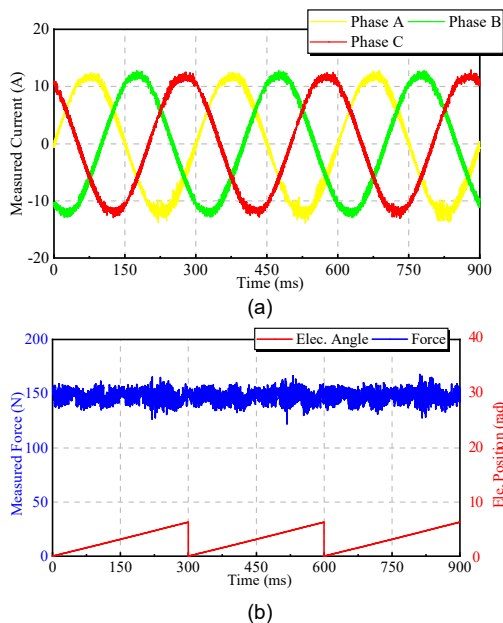 Phase A Phase B
Phase C
Measured Current (A)
20
10
0
-10
-20
0 150 300 450 600 750 900
Time (ms)
(a)
Elec. Angle Force
Measured Force (N)
200
150
100
50
0
40
30
20
10
0
Ele. Position (rad)
0 150 300 450 600 750 900
Time (ms)
(b)